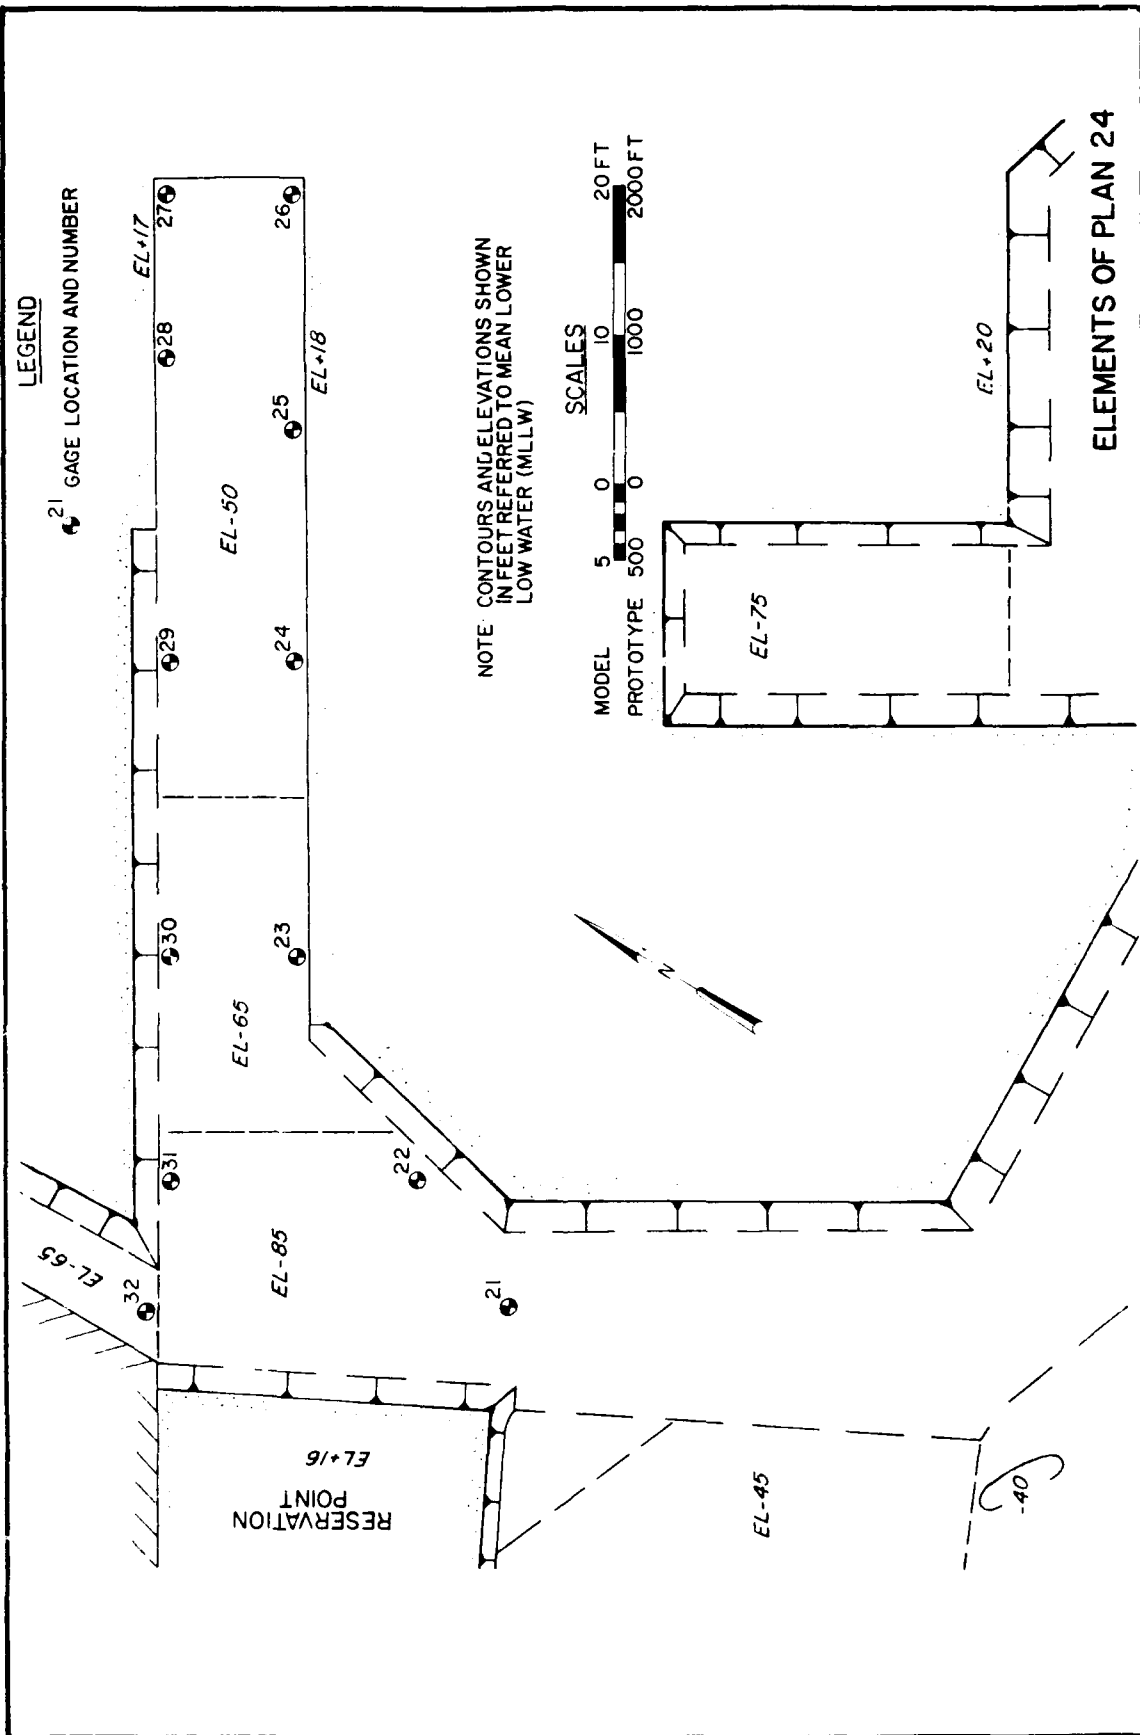 LEGEND
21 GAGE LOCATION AND NUMBER
EL+17
27
26
28
EL+18
25
EL-50
29
24
30
23
EL-65
31
22
EL-65
32
EL-85
21
NOTE: CONTOURS AND ELEVATIONS SHOWN
IN FEET REFERRED TO MEAN LOWER
LOW WATER (MLLW)
SCALES
MODEL 5 0 10 20 FT
PROTOTYPE 500 0 1000 2000 FT
EL-75
EL+20
N
RESERVATION
POINT
EL+16
EL-45
-40
ELEMENTS OF PLAN 24